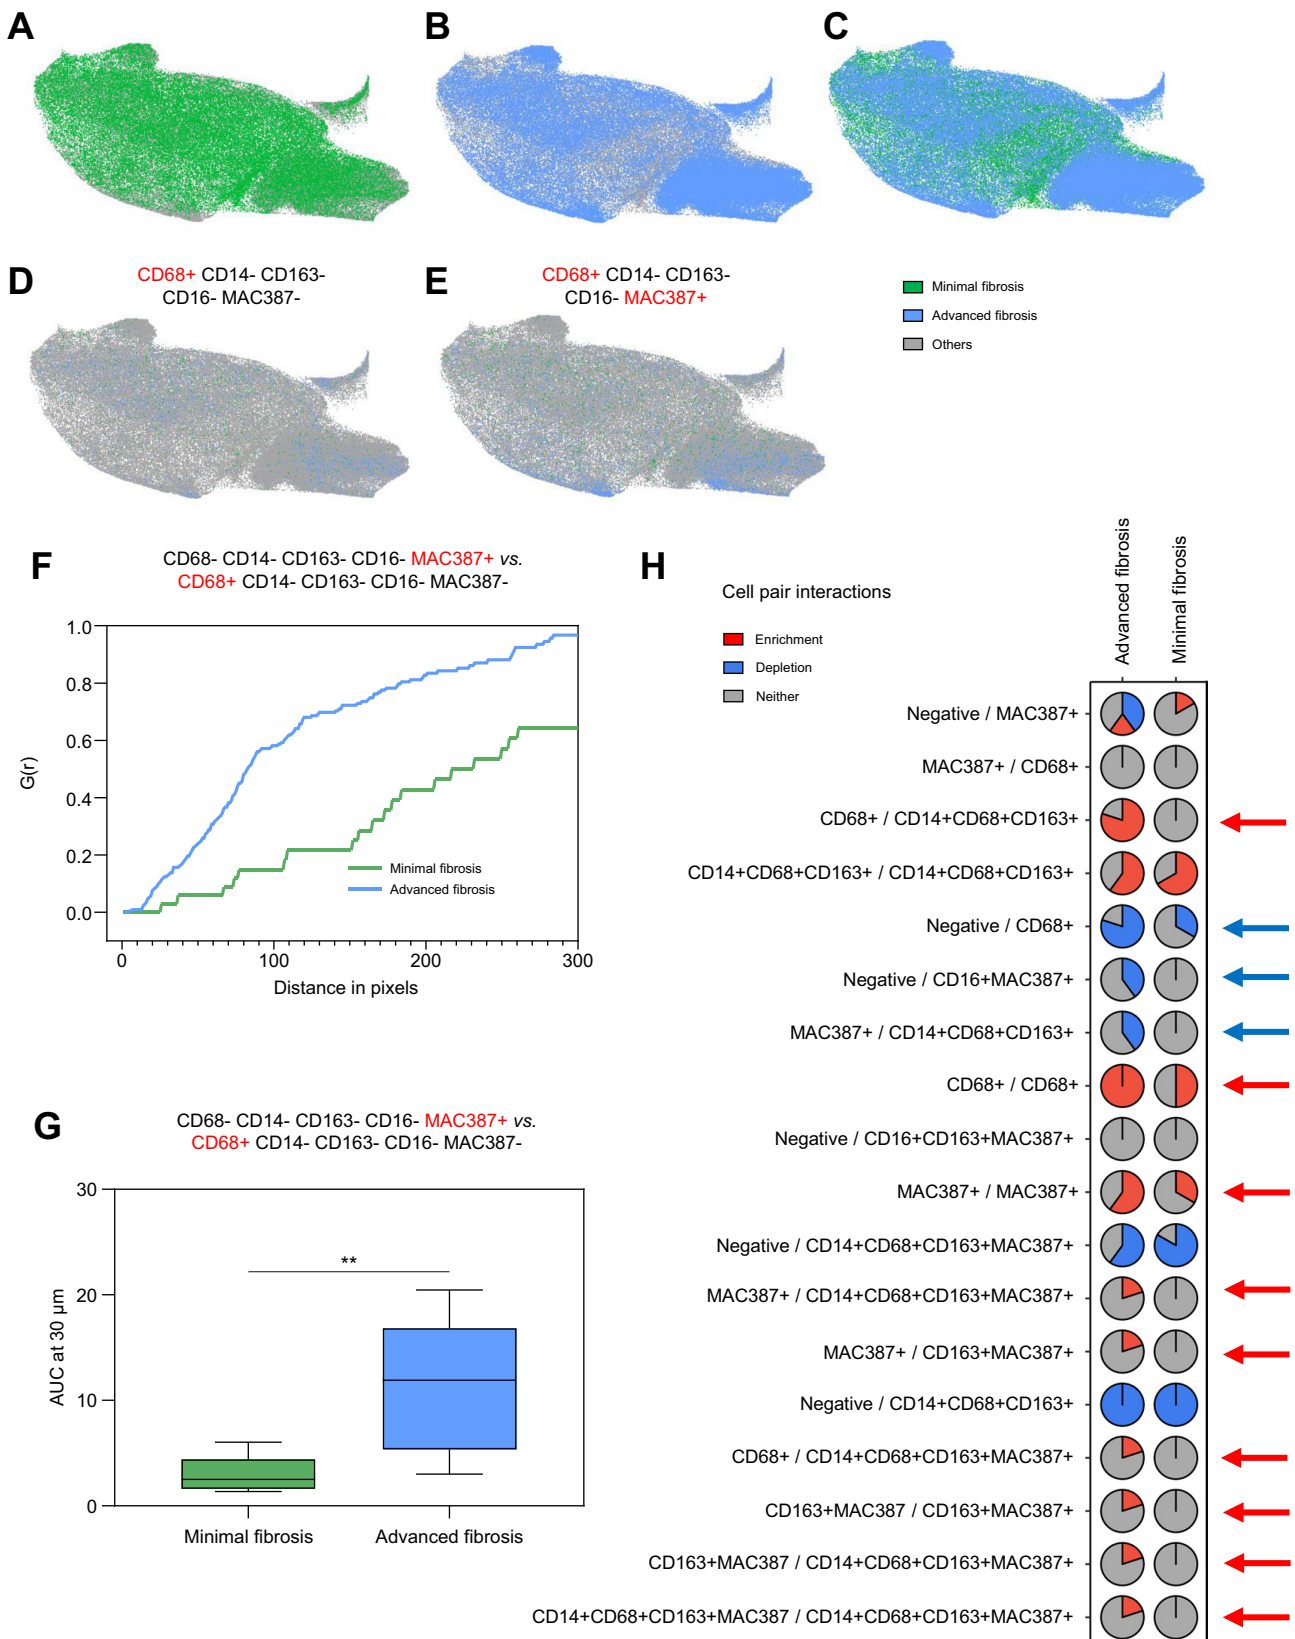 A
B
C
D
CD68+ CD14- CD163-
CD16- MAC387-
E
CD68+ CD14- CD163-
CD16- MAC387+
Minimal fibrosis
Advanced fibrosis
Others
F
CD68- CD14- CD163- CD16- MAC387+ vs.
CD68+ CD14- CD163- CD16- MAC387-
1.0
0.8
0.6
0.4
0.2
0.0
G(r)
Minimal fibrosis
Advanced fibrosis
0
100
200
300
Distance in pixels
G
CD68- CD14- CD163- CD16- MAC387+ vs.
CD68+ CD14- CD163- CD16- MAC387-
30
20
10
0
AUC at 30 μm
**
Minimal fibrosis
Advanced fibrosis
H
Cell pair interactions
Enrichment
Depletion
Neither
Advanced fibrosis
Minimal fibrosis
Negative / MAC387+
MAC387+ / CD68+
CD68+ / CD14+CD68+CD163+
CD14+CD68+CD163+ / CD14+CD68+CD163+
Negative / CD68+
Negative / CD16+MAC387+
MAC387+ / CD14+CD68+CD163+
CD68+ / CD68+
Negative / CD16+CD163+MAC387+
MAC387+ / MAC387+
Negative / CD14+CD68+CD163+MAC387+
MAC387+ / CD14+CD68+CD163+MAC387+
MAC387+ / CD163+MAC387+
Negative / CD14+CD68+CD163+
CD68+ / CD14+CD68+CD163+MAC387+
CD163+MAC387 / CD163+MAC387+
CD163+MAC387 / CD14+CD68+CD163+MAC387+
CD14+CD68+CD163+MAC387 / CD14+CD68+CD163+MAC387+